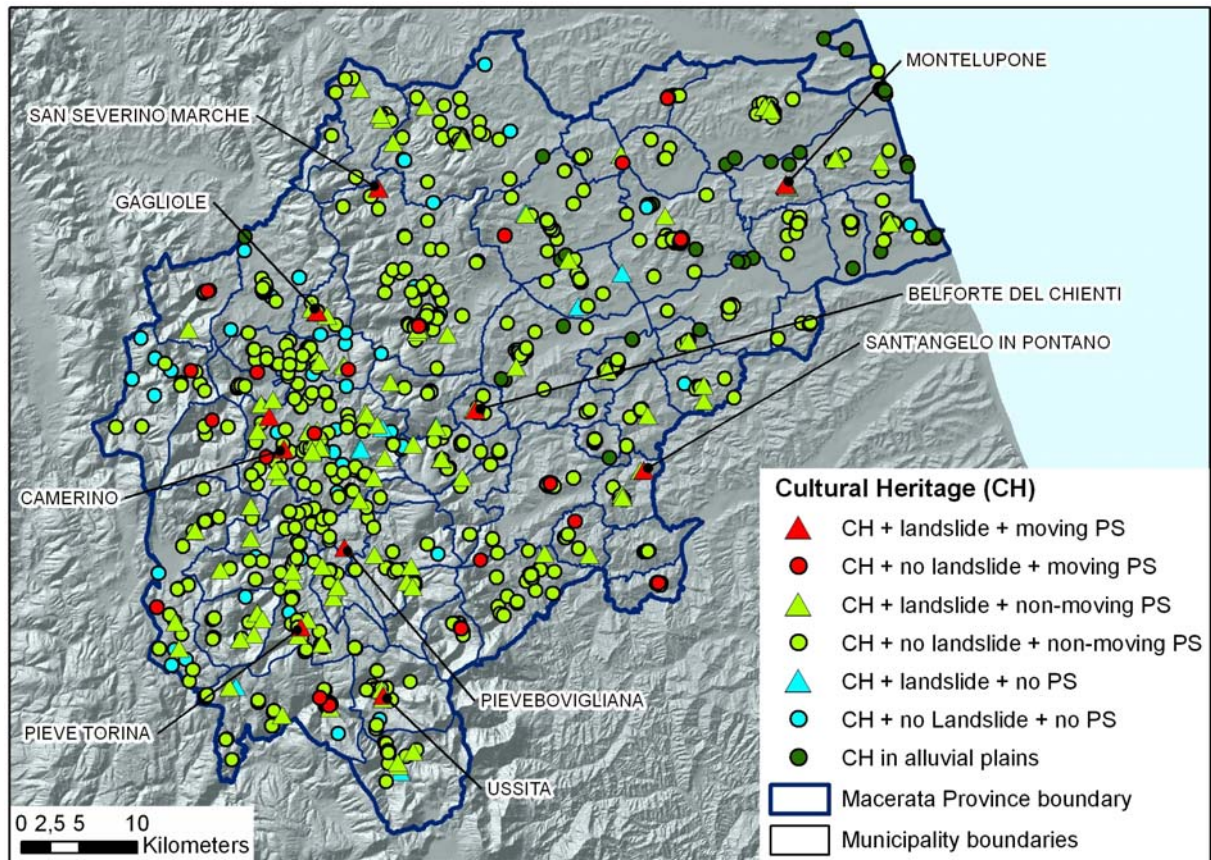 MONTELUPONE
SAN SEVERINO MARCHE
GAGLIOLE
BELFORTE DEL CHIENTI
SANT'ANGELO IN PONTANO
CAMERINO
PIEVEBOVIGLIANA
PIEVE TORINA
USSITA
Cultural Heritage (CH)
CH + landslide + moving PS
CH + no landslide + moving PS
CH + landslide + non-moving PS
CH + no landslide + non-moving PS
CH + landslide + no PS
CH + no Landslide + no PS
CH in alluvial plains
Macerata Province boundary
Municipality boundaries
0 2,5 5 10
Kilometers